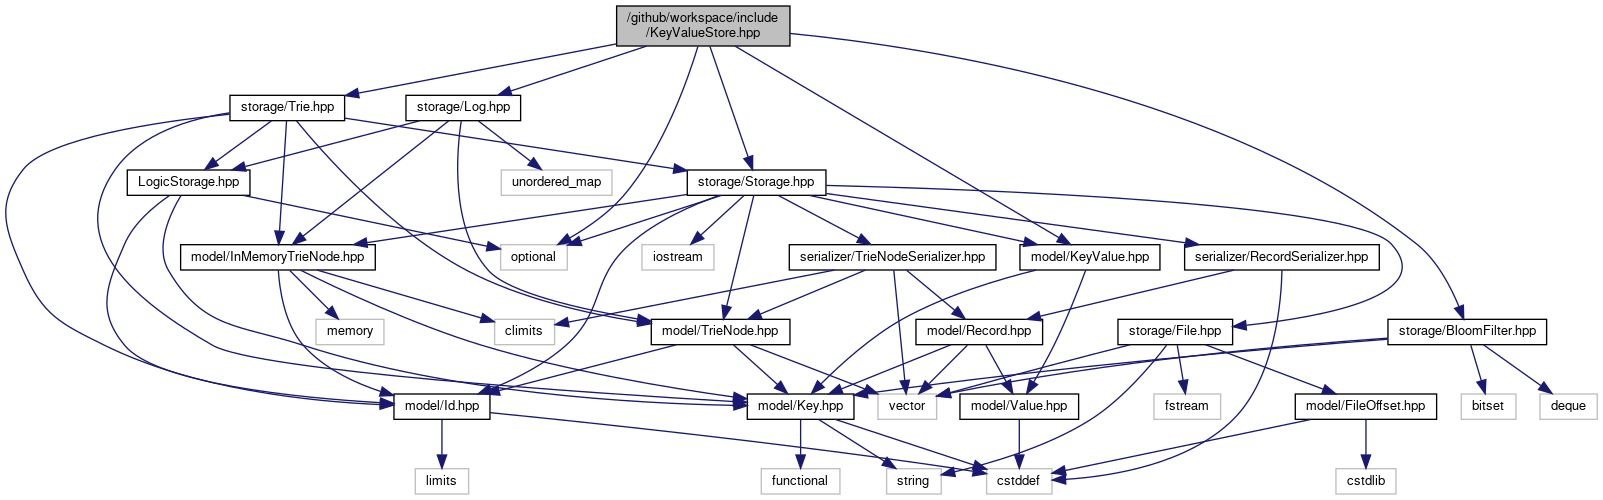 /github/workspace/include
/KeyValueStore.hpp
storage/Trie.hpp
storage/Log.hpp
LogicStorage.hpp
unordered_map
storage/Storage.hpp
model/InMemoryTrieNode.hpp
optional
iostream
serializer/TrieNodeSerializer.hpp
model/KeyValue.hpp
serializer/RecordSerializer.hpp
memory
climits
model/TrieNode.hpp
model/Record.hpp
storage/File.hpp
storage/BloomFilter.hpp
model/Id.hpp
model/Key.hpp
vector
model/Value.hpp
fstream
model/FileOffset.hpp
bitset
deque
limits
functional
string
cstddef
cstdlib